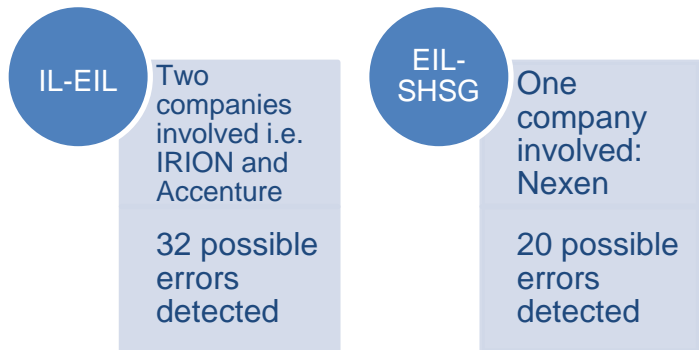 IL-EIL
Two
companies
involved i.e.
IRION and
Accenture
32 possible
errors
detected
EIL-
SHSG
One
company
involved:
Nexen
20 possible
errors
detected